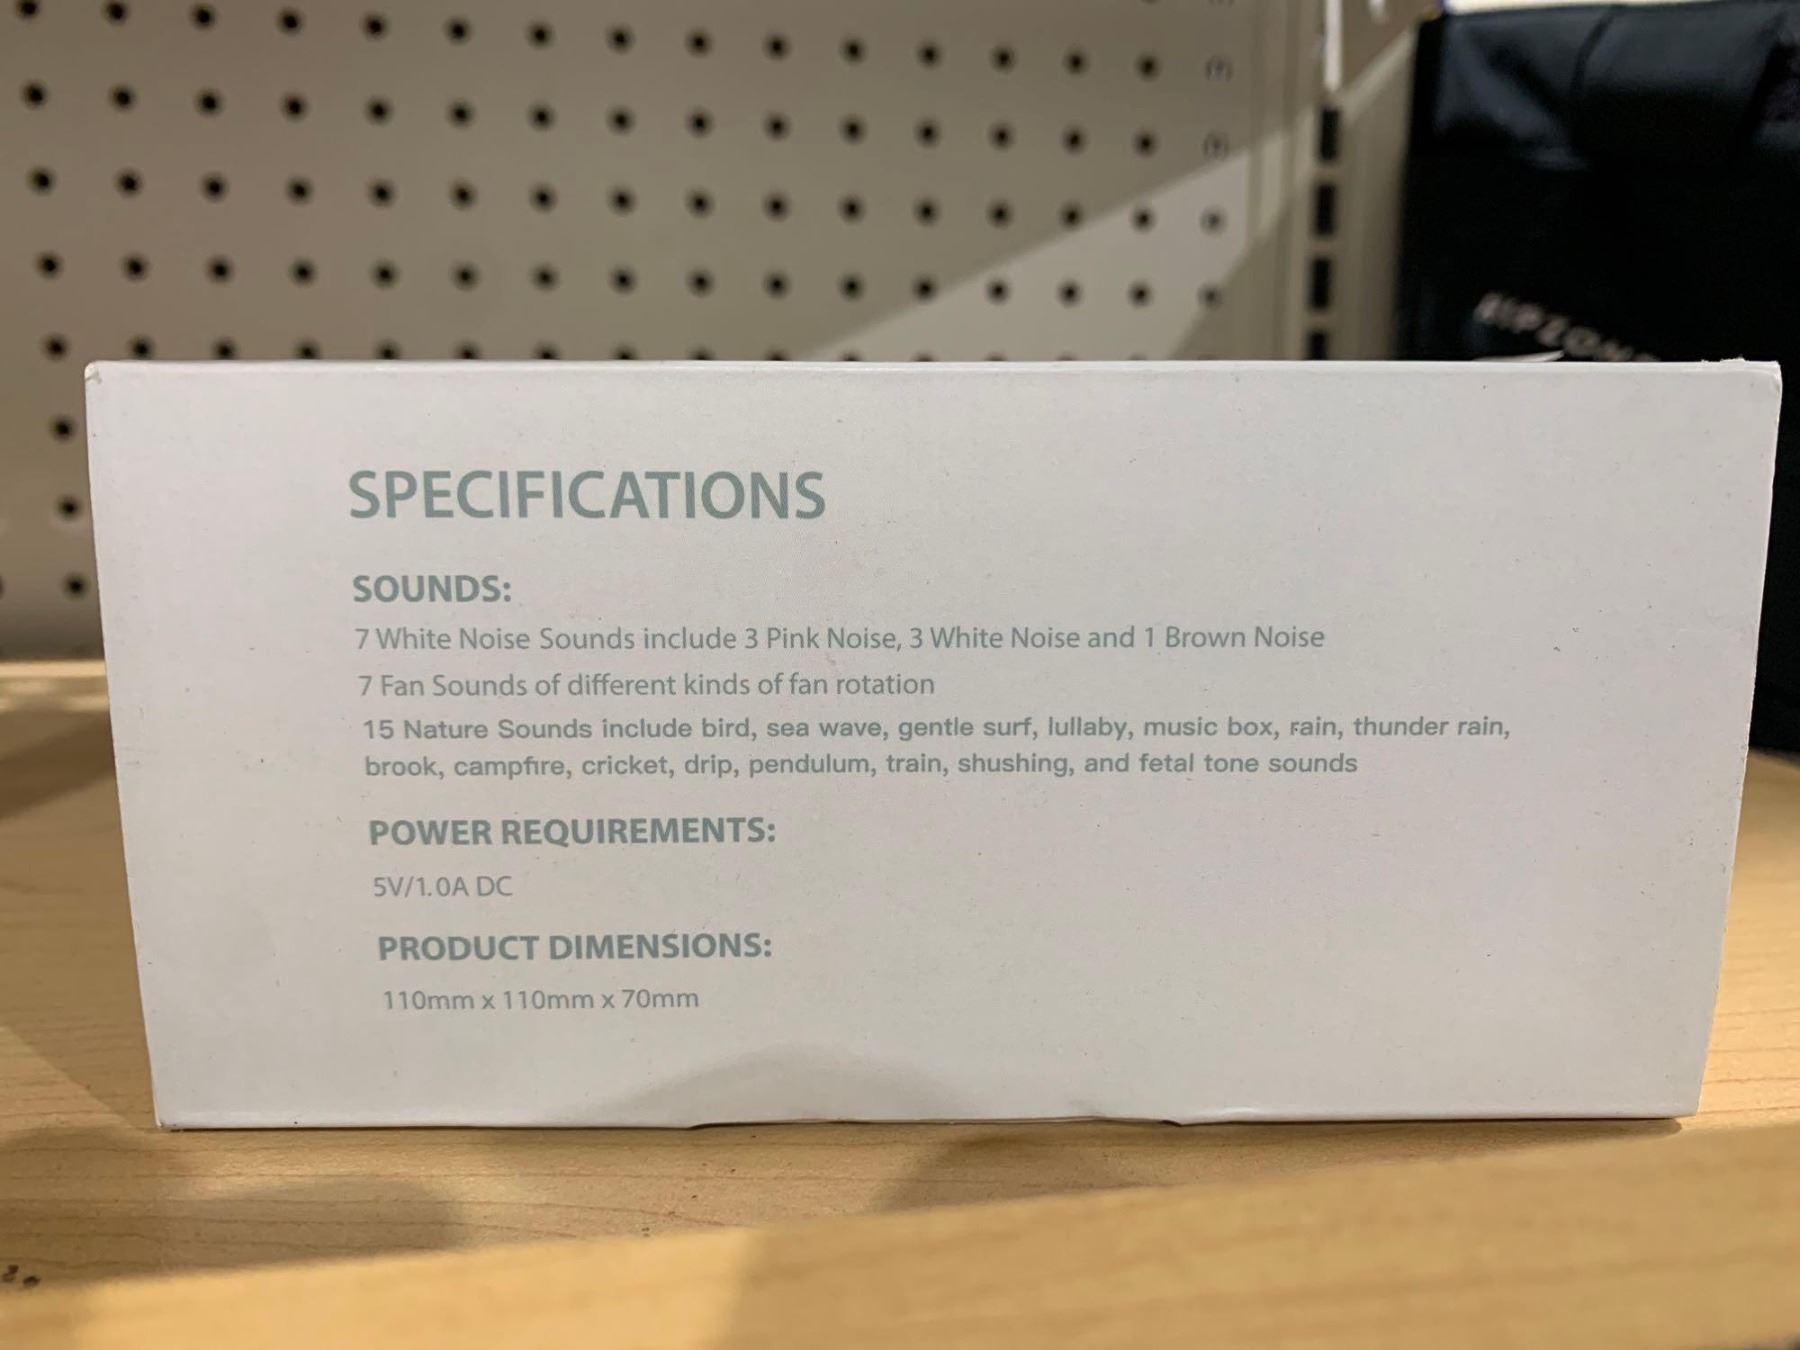 RIPZONE
SPECIFICATIONS
SOUNDS:
7 White Noise Sounds include 3 Pink Noise, 3 White Noise and 1 Brown Noise
7 Fan Sounds of different kinds of fan rotation
15 Nature Sounds include bird, sea wave, gentle surf, lullaby, music box, rain, thunder rain,
brook, campfire, cricket, drip, pendulum, train, shushing, and fetal tone sounds
POWER REQUIREMENTS:
5V/1.0A DC
PRODUCT DIMENSIONS:
110mm x 110mm x 70mm